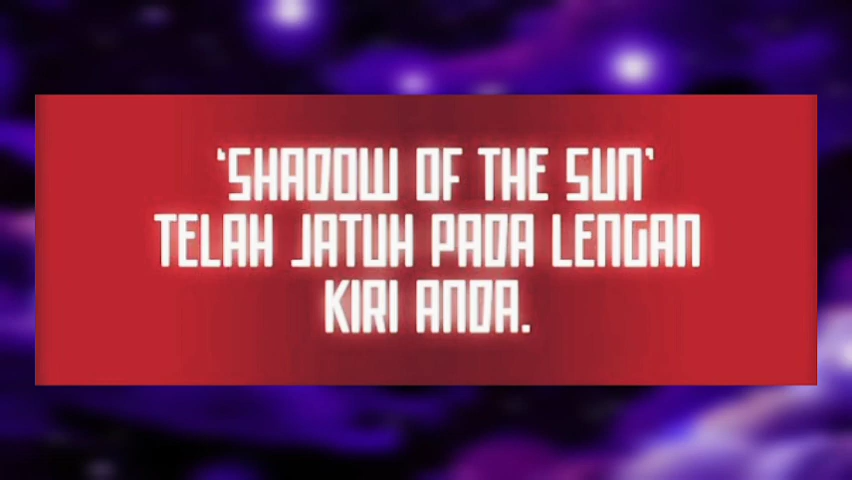 ‘SHADOW OF THE SUN’
TELAH JATUH PADA LENGAN
KIRI ANDA.